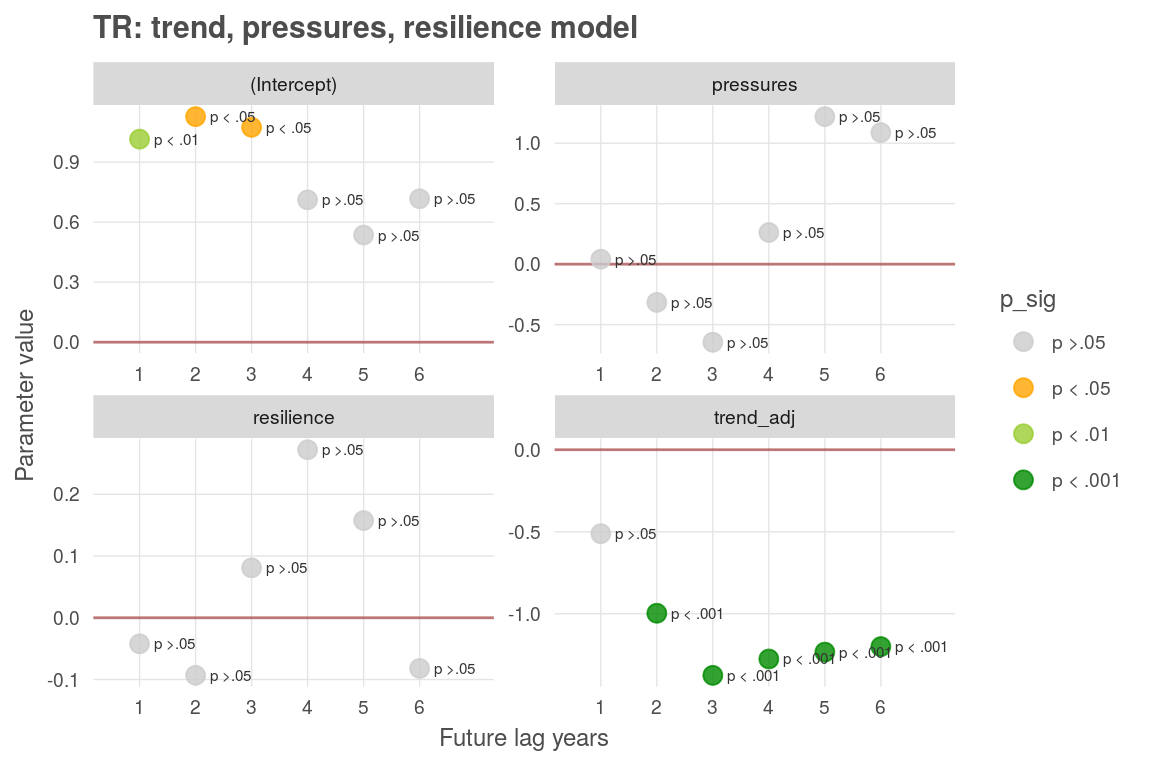 TR: trend, pressures, resilience model
(Intercept)
pressures
p < .05
p < .05
p < .01
p >.05
p >.05
p >.05
0.9
0.6
0.3
0.0
1 2 3 4 5 6
p >.05
p >.05
p >.05
p >.05
p >.05
p >.05
1.0
0.5
0.0
-0.5
1 2 3 4 5 6
Parameter value
resilience
trend_adj
p >.05
p >.05
p >.05
p >.05
p >.05
p >.05
0.2
0.1
0.0
-0.1
1 2 3 4 5 6
p >.05
p < .001
p < .001
p < .001
p < .001
p < .001
0.0
-0.5
-1.0
1 2 3 4 5 6
Future lag years
p_sig
p >.05
p < .05
p < .01
p < .001